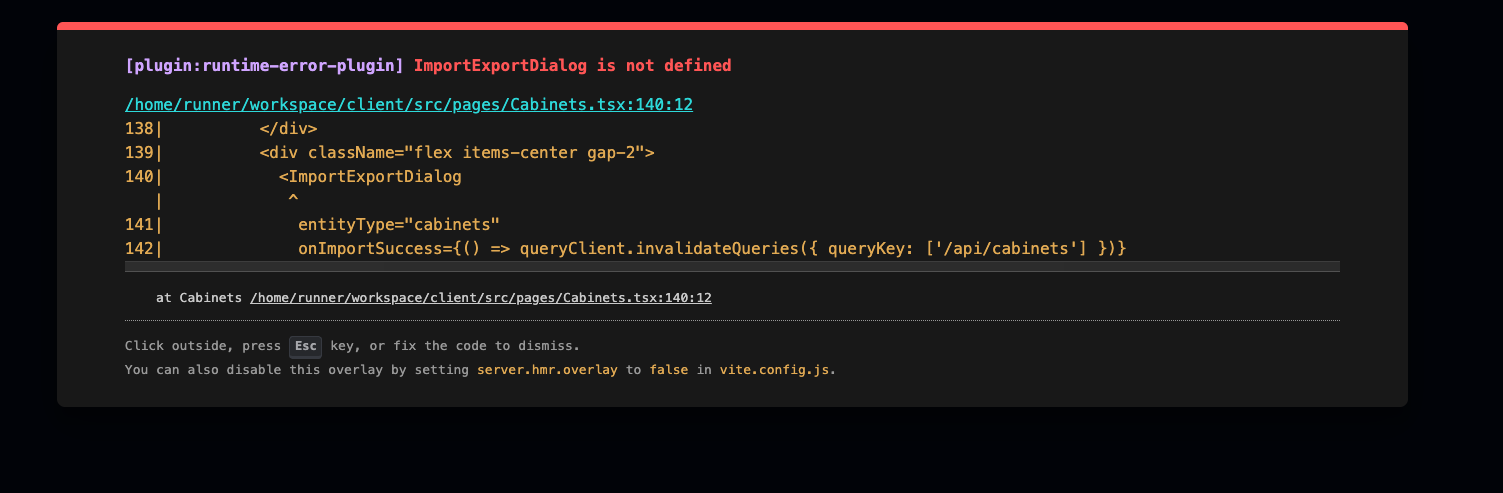 [plugin:runtime-error-plugin] ImportExportDialog is not defined
/home/runner/workspace/client/src/pages/Cabinets.tsx:140:12
138|          </div>
139|          <div className="flex items-center gap-2">
140|            <ImportExportDialog
   |             ^
141|              entityType="cabinets"
142|              onImportSuccess={() => queryClient.invalidateQueries({ queryKey: ['/api/cabinets'] })}
at Cabinets /home/runner/workspace/client/src/pages/Cabinets.tsx:140:12
Click outside, press Esc key, or fix the code to dismiss.
You can also disable this overlay by setting server.hmr.overlay to false in vite.config.js.